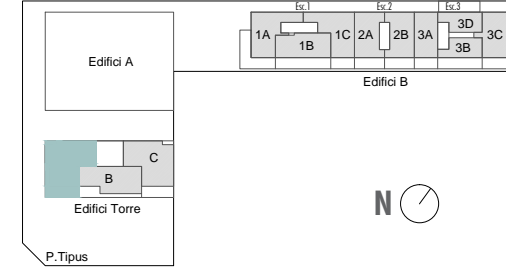 Esc.1 Esc.2 Esc.3
1A 1B 1C 2A 2B 3A 3D 3B 3C
Edifici A
Edifici B
C
B
Edifici Torre
N
P.Tipus